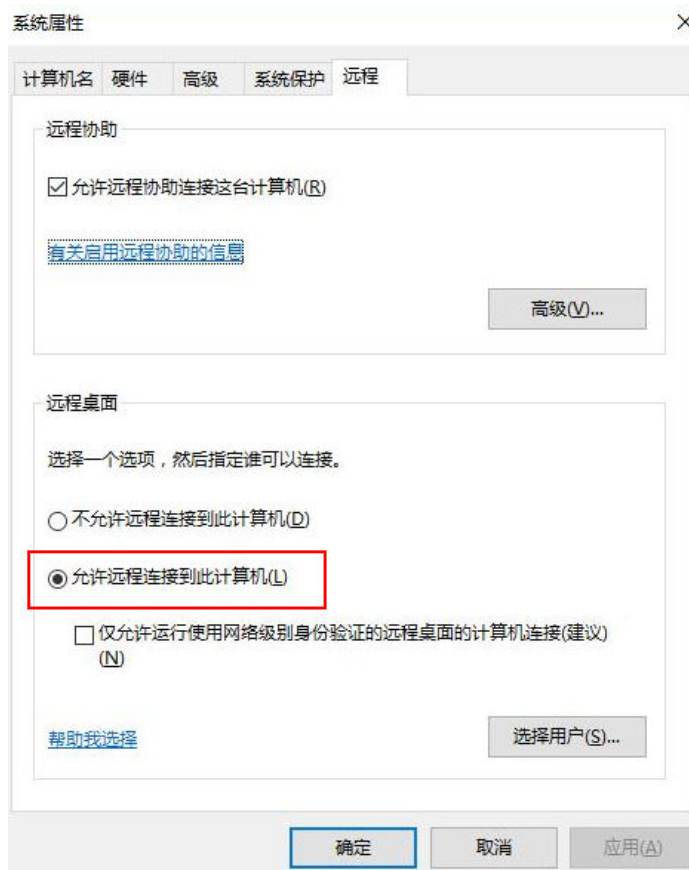 系统属性
计算机名 硬件 高级 系统保护 远程
远程协助
允许远程协助连接这台计算机(R)
有关启用远程协助的信息
高级(V)...
远程桌面
选择一个选项，然后指定谁可以连接。
不允许远程连接到此计算机(D)
允许远程连接到此计算机(L)
仅允许运行使用网络级别身份验证的远程桌面的计算机连接(建议)
(N)
帮助我选择
选择用户(S)...
确定 取消 应用(A)